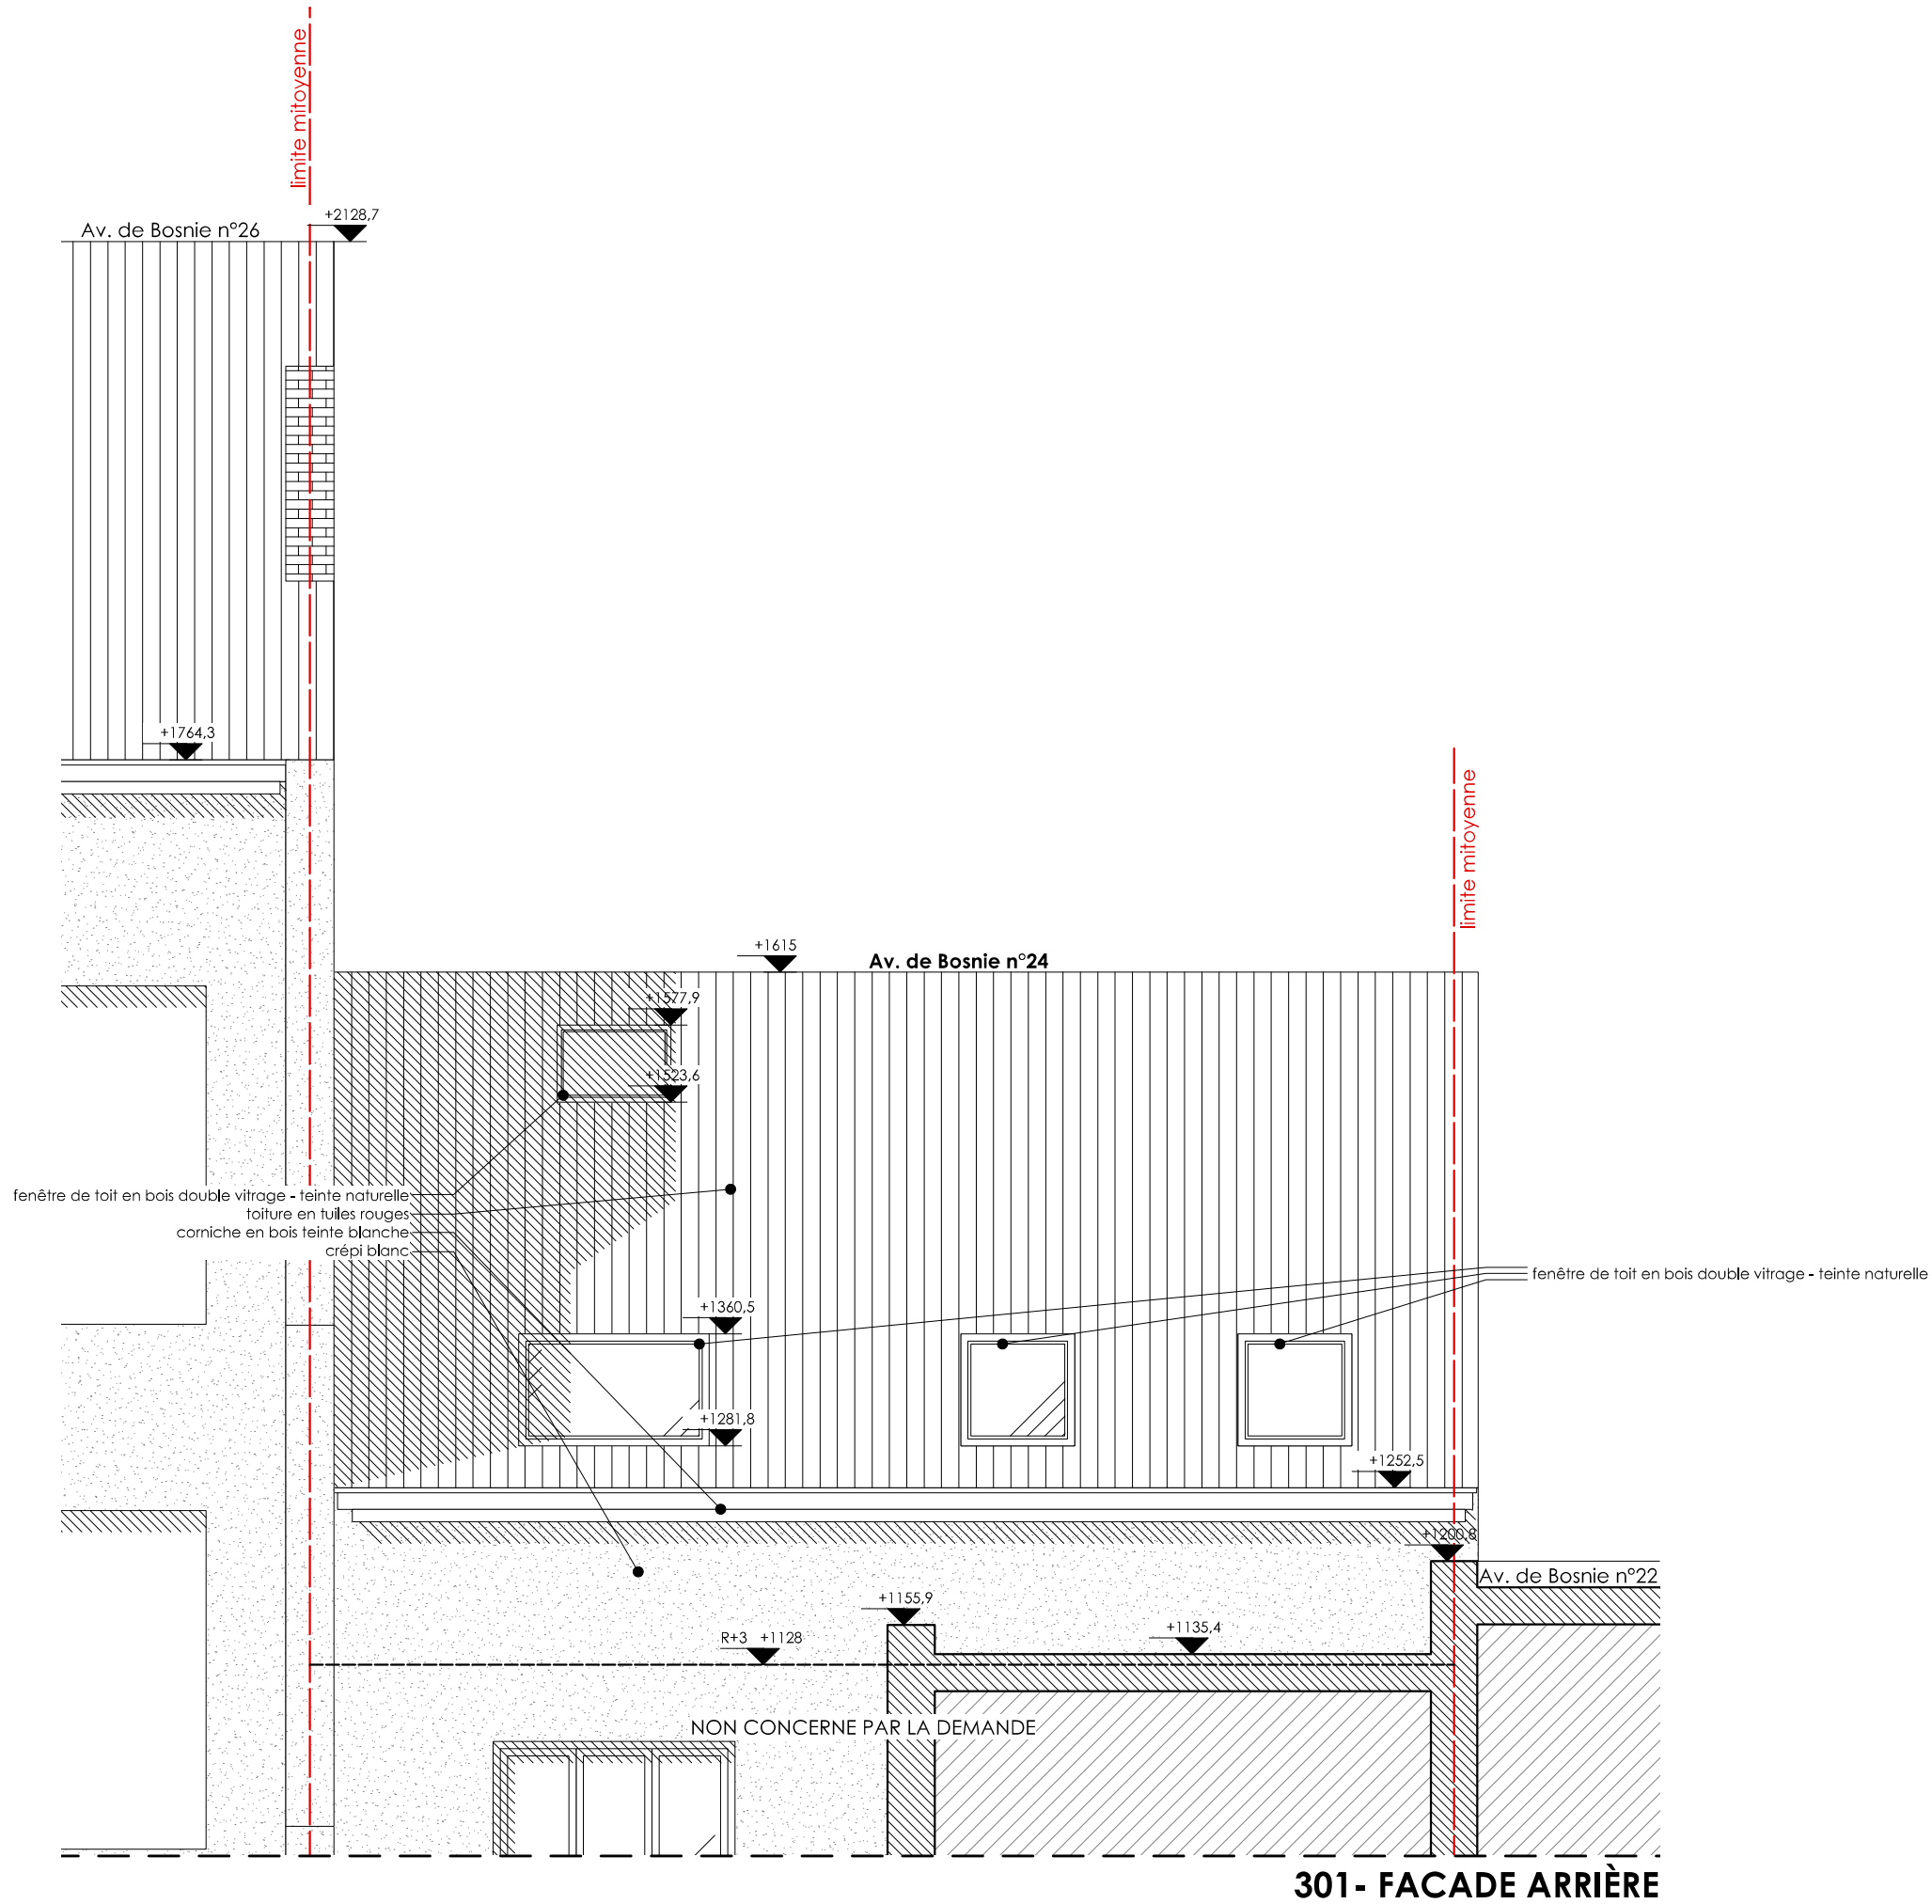 limite mitoyenne
Av. de Bosnie n°26
+2128,7
+1764,3
limite mitoyenne
+1615
Av. de Bosnie n°24
+1577,9
+1523,6
fenêtre de toit en bois double vitrage - teinte naturelle
toiture en tuiles rouges
corniche en bois teinte blanche
crépi blanc
fenêtre de toit en bois double vitrage - teinte naturelle
+1360,5
+1281,8
+1252,5
+1200,8
Av. de Bosnie n°22
+1155,9
+1135,4
R+3 +1128
NON CONCERNE PAR LA DEMANDE
301- FACADE ARRIÈRE